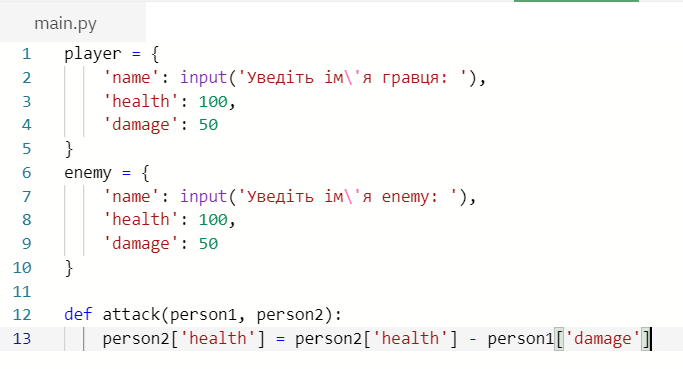 main.py
1 player = {
2     'name': input('Уведіть ім\'я гравця: '),
3     'health': 100,
4     'damage': 50
5 }
6 enemy = {
7     'name': input('Уведіть ім\'я enemy: '),
8     'health': 100,
9     'damage': 50
10 }
11
12 def attack(person1, person2):
13     person2['health'] = person2['health'] - person1['damage']